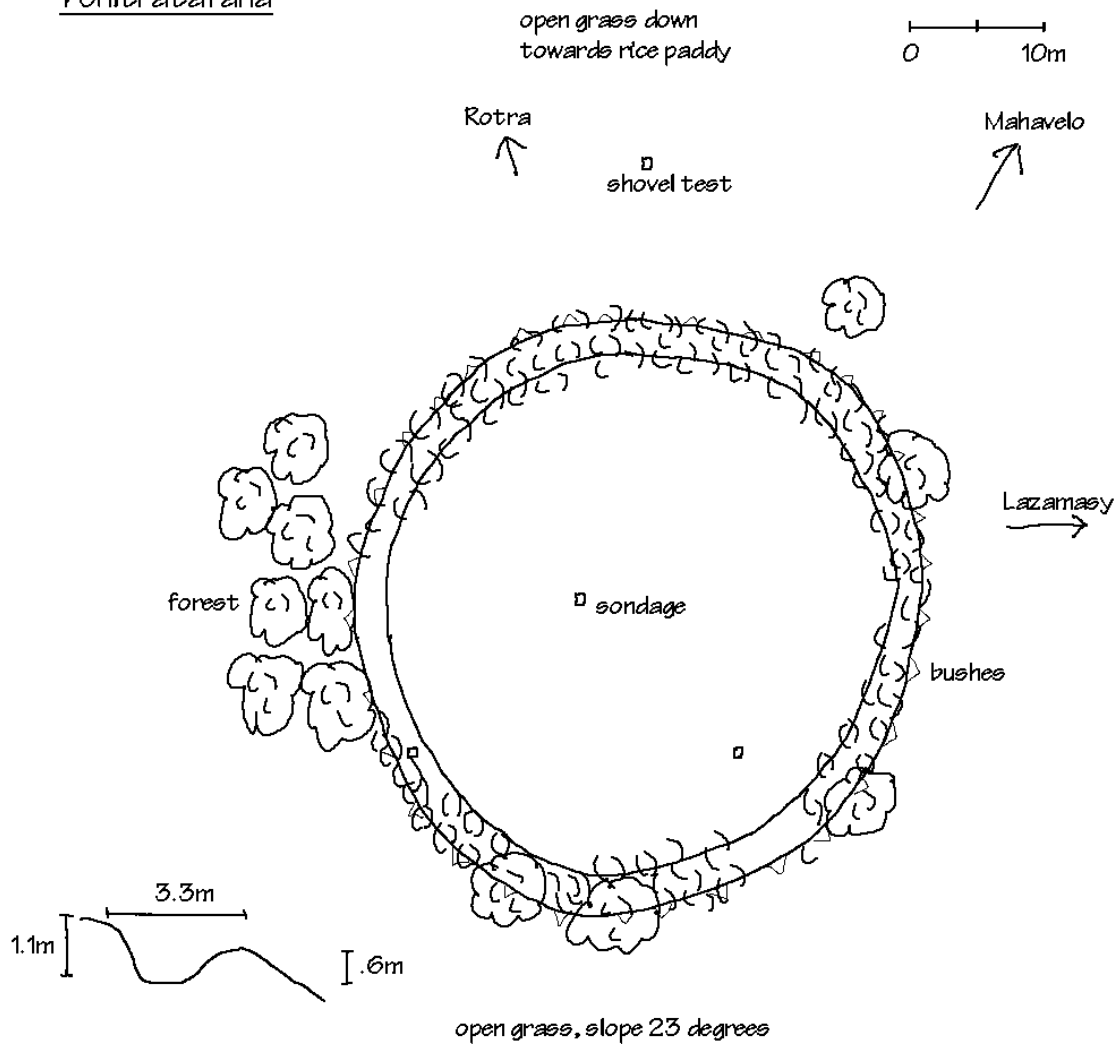 open grass down
towards rice paddy
0 10m
Rotra
Mahavelo
shovel test
Lazamasy
forest
sondage
bushes
3.3m
1.1m
.6m
open grass, slope 23 degrees